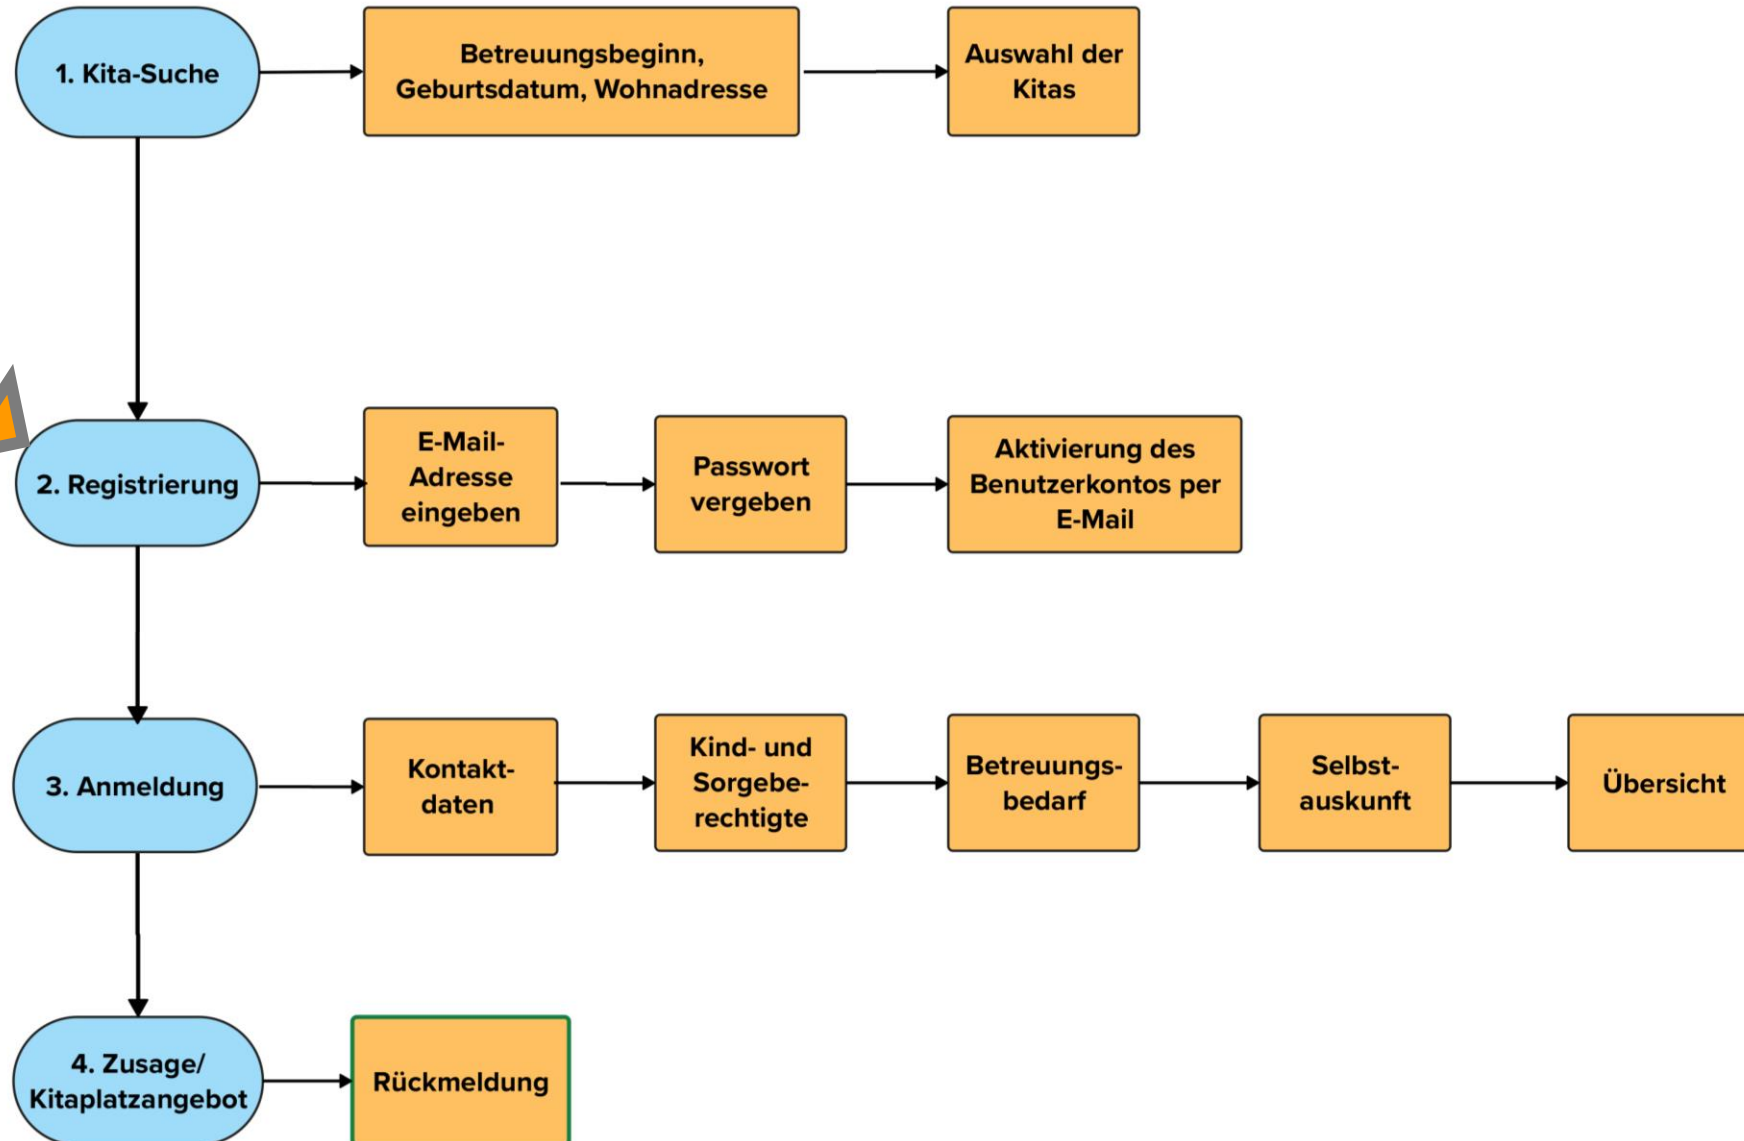 1. Kita-Suche
Betreuungsbeginn,
Geburtsdatum, Wohnadresse
Auswahl der
Kitas
2. Registrierung
E-Mail-
Adresse
eingeben
Passwort
vergeben
Aktivierung des
Benutzerkontos per
E-Mail
3. Anmeldung
Kontakt-
daten
Kind- und
Sorgebe-
rechtigte
Betreuungs-
bedarf
Selbst-
auskunft
Übersicht
4. Zusage/
Kitaplatzangebot
Rückmeldung